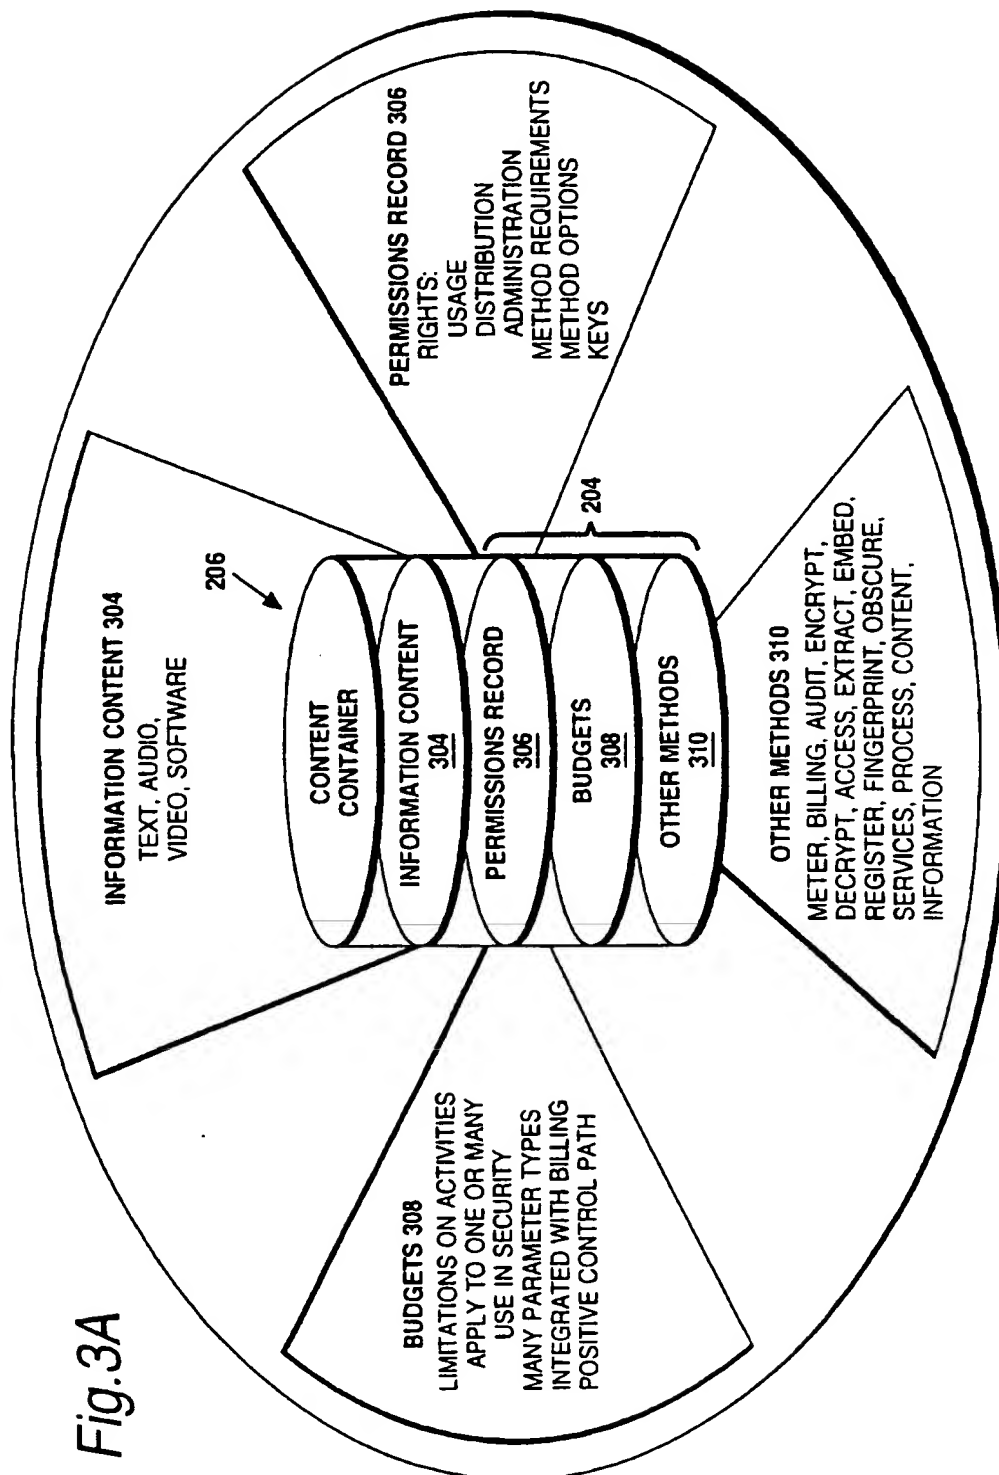 Fig.3A
INFORMATION CONTENT 304
TEXT, AUDIO,
VIDEO, SOFTWARE
206
CONTENT
CONTAINER
INFORMATION CONTENT
304
PERMISSIONS RECORD
306
BUDGETS
308
OTHER METHODS
310
204
BUDGETS 308
LIMITATIONS ON ACTIVITIES
APPLY TO ONE OR MANY
USE IN SECURITY
MANY PARAMETER TYPES
INTEGRATED WITH BILLING
POSITIVE CONTROL PATH
PERMISSIONS RECORD 306
RIGHTS:
USAGE
DISTRIBUTION
ADMINISTRATION
METHOD REQUIREMENTS
METHOD OPTIONS
KEYS
OTHER METHODS 310
METER, BILLING, AUDIT, ENCRYPT,
DECRYPT, ACCESS, EXTRACT, EMBED,
REGISTER, FINGERPRINT, OBSCURE,
SERVICES, PROCESS, CONTENT,
INFORMATION